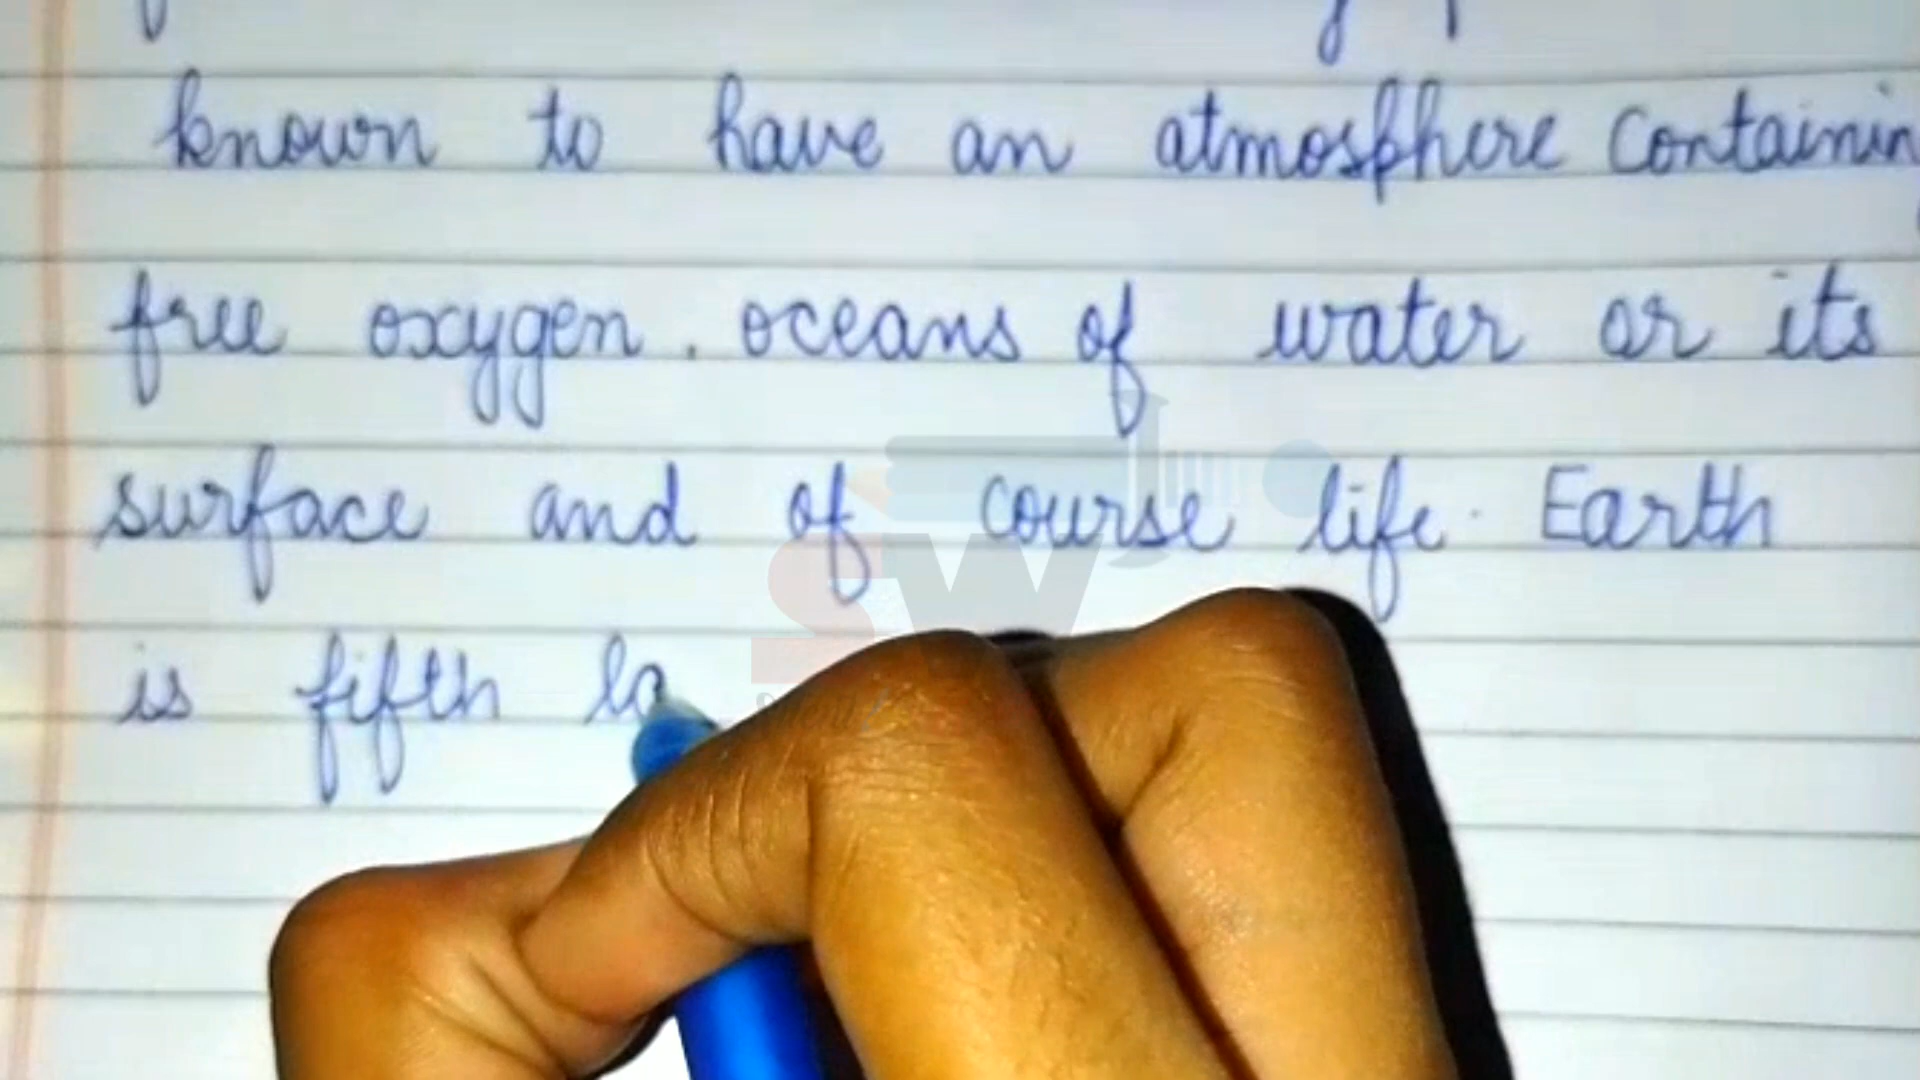 known to have an atmosphere Containin
free oxygen. oceans of water or its
surface and of course life. Earth
is fifth la
SW